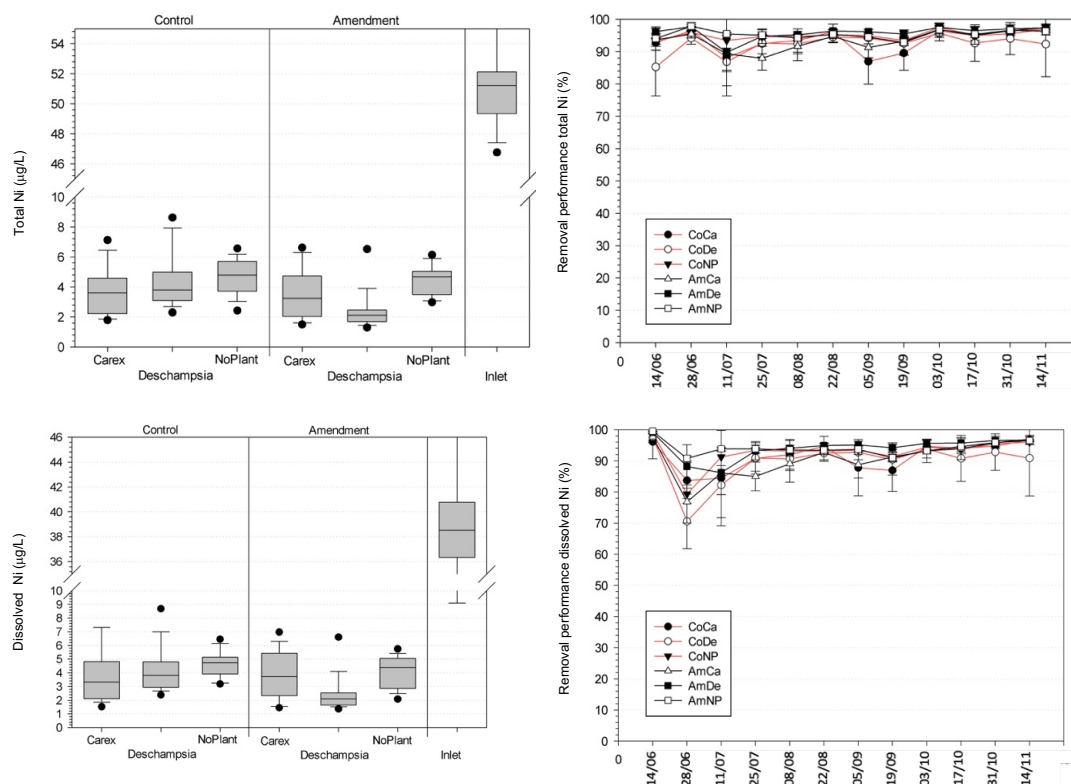 Control
Amendment
Total Ni (µg/L)
54
52
50
48
46
10
8
6
4
2
0
Carex
NoPlant
Carex
NoPlant
Deschampsia
Deschampsia
Inlet
Removal performance total Ni (%)
100
90
80
70
60
50
40
30
20
10
0
CoCa
CoDe
CoNP
AmCa
AmDe
AmNP
0
14/06
28/06
11/07
25/07
08/08
22/08
05/09
19/09
03/10
17/10
31/10
14/11
Control
Amendment
Dissolved Ni (µg/L)
46
44
42
40
38
36
10
9
8
7
6
5
4
3
2
1
0
Carex
NoPlant
Carex
NoPlant
Deschampsia
Deschampsia
Inlet
Removal performance dissolved Ni (%)
100
90
80
70
60
50
40
30
20
10
0
CoCa
CoDe
CoNP
AmCa
AmDe
AmNP
0
14/06
28/06
11/07
25/07
08/08
22/08
05/09
19/09
03/10
17/10
31/10
14/11